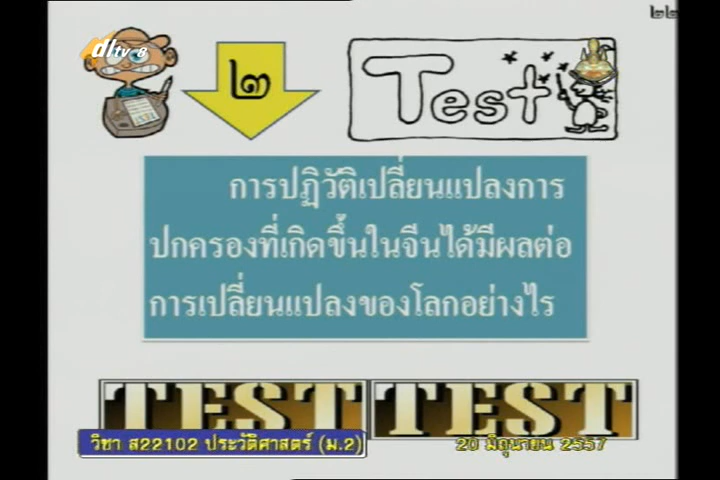 ๒๒
dltv-8
๒
Test
การปฏิวัติเปลี่ยนแปลงการ
ปกครองที่เกิดขึ้นในจีนได้มีผลต่อ
การเปลี่ยนแปลงของโลกอย่างไร
TEST TEST
วิชา ส22102 ประวัติศาสตร์ (ม.2)
20 มิถุนายน 2557